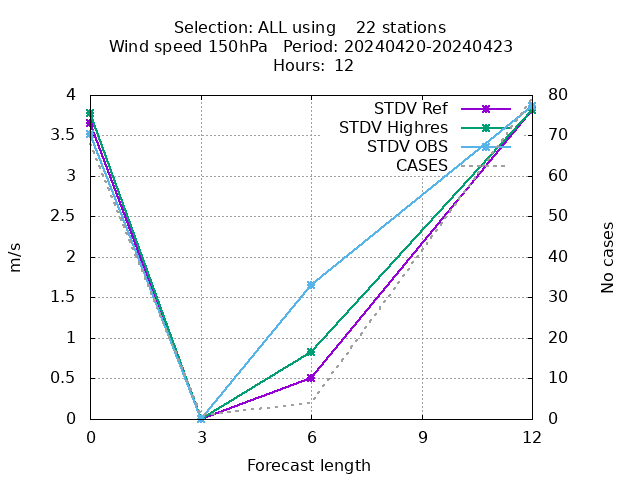 Selection: ALL using    22 stations
Wind speed 150hPa   Period: 20240420-20240423
Hours:  12
STDV Ref
STDV Highres
STDV OBS
CASES
4
3.5
3
2.5
2
1.5
1
0.5
0
80
70
60
50
40
30
20
10
0
m/s
No cases
0 3 6 9 12
Forecast length